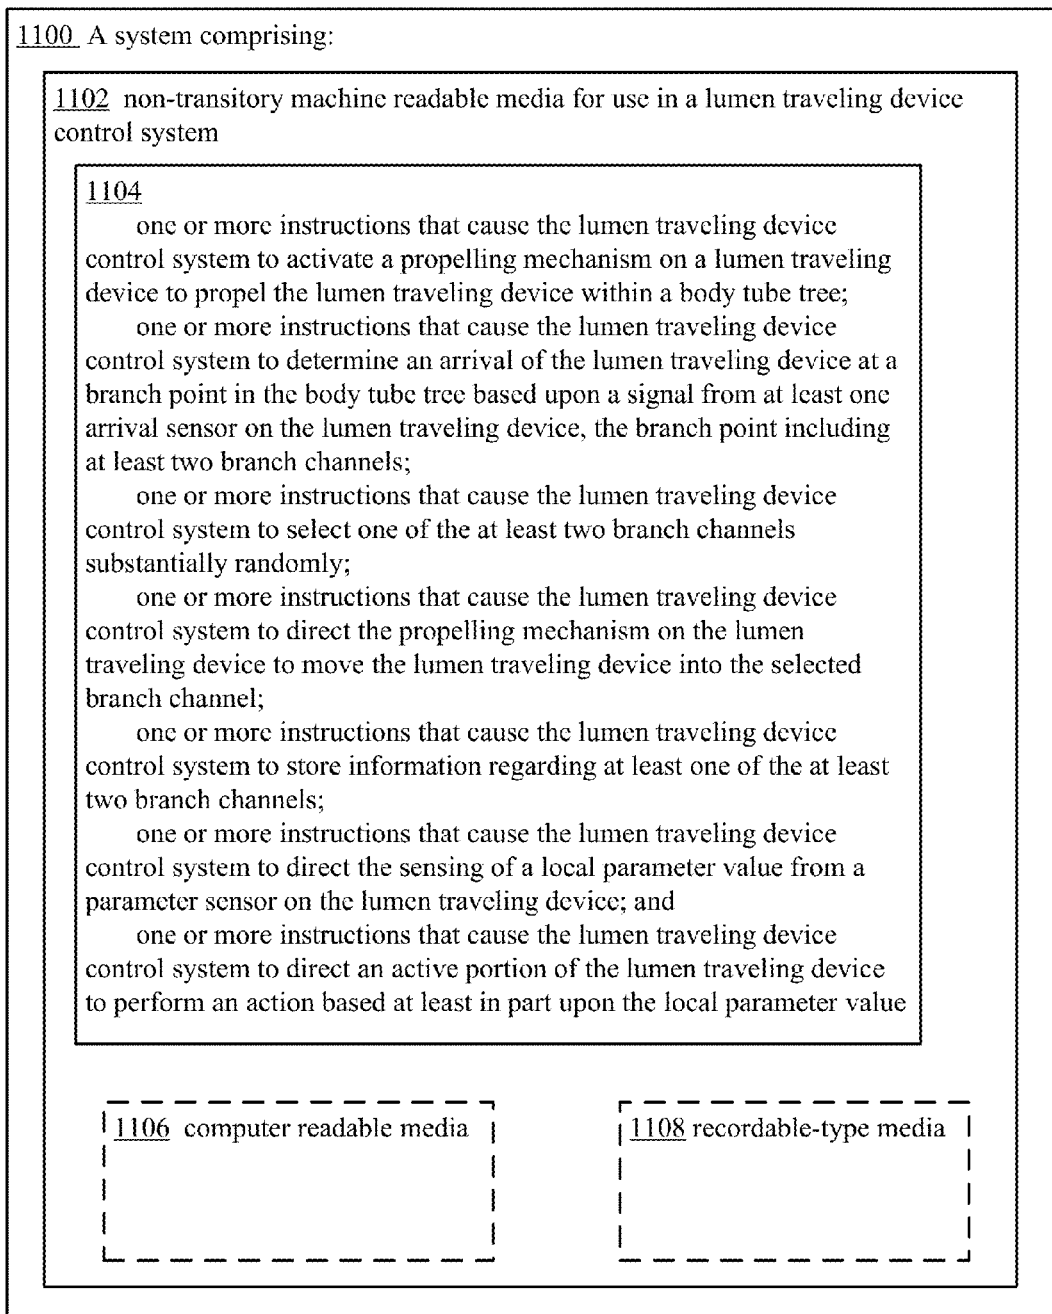 1100 A system comprising:
1102 non-transitory machine readable media for use in a lumen traveling device
control system
1104
one or more instructions that cause the lumen traveling device
control system to activate a propelling mechanism on a lumen traveling
device to propel the lumen traveling device within a body tube tree;
one or more instructions that cause the lumen traveling device
control system to determine an arrival of the lumen traveling device at a
branch point in the body tube tree based upon a signal from at least one
arrival sensor on the lumen traveling device, the branch point including
at least two branch channels;
one or more instructions that cause the lumen traveling device
control system to select one of the at least two branch channels
substantially randomly;
one or more instructions that cause the lumen traveling device
control system to direct the propelling mechanism on the lumen
traveling device to move the lumen traveling device into the selected
branch channel;
one or more instructions that cause the lumen traveling device
control system to store information regarding at least one of the at least
two branch channels;
one or more instructions that cause the lumen traveling device
control system to direct the sensing of a local parameter value from a
parameter sensor on the lumen traveling device; and
one or more instructions that cause the lumen traveling device
control system to direct an active portion of the lumen traveling device
to perform an action based at least in part upon the local parameter value
1106 computer readable media
1108 recordable-type media